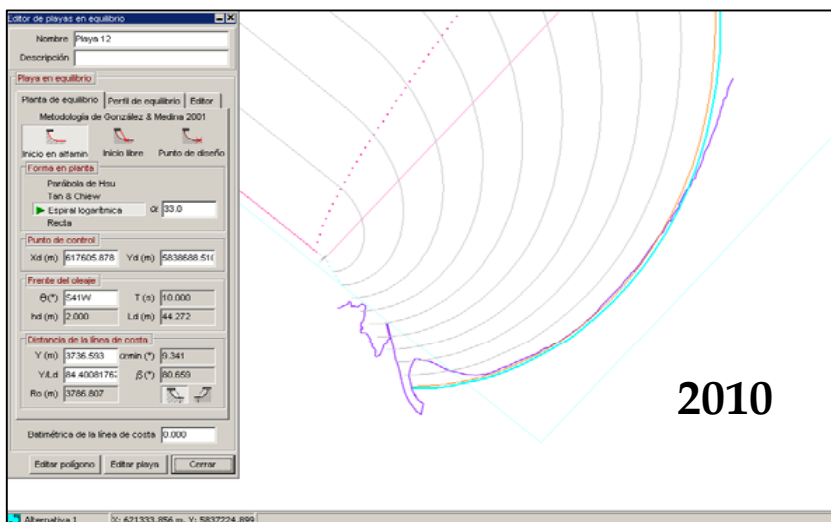 Editor de playas en equilibrio
Nombre Playa 12
Descripción
Playa en equilibrio
Planta de equilibrio Perfil de equilibrio Editor
Metodología de González & Medina 2001
Inicio en alfamin Inicio libre Punto de diseño
Forma en planta
Parábola de Hsu
Tan & Chiew
Espiral logarítmica α 33.0
Recta
Punto de control
Xd (m) 617605.878 Yd (m) 5838688.51
Frente del oleaje
Θ(°) S41W T (s) 10.000
hd (m) 2.000 Ld (m) 44.272
Distancia de la línea de costa
Y (m) 3736.593 αmin (°) 9.341
Y/Ld 84.4008176 β (°) 80.659
Ro (m) 3786.807
Batimétrica de la línea de costa 0.000
Editar polígono Editar playa Cerrar
2010
Alternativa 1 X: 621333.856 m, Y: 5837224.899